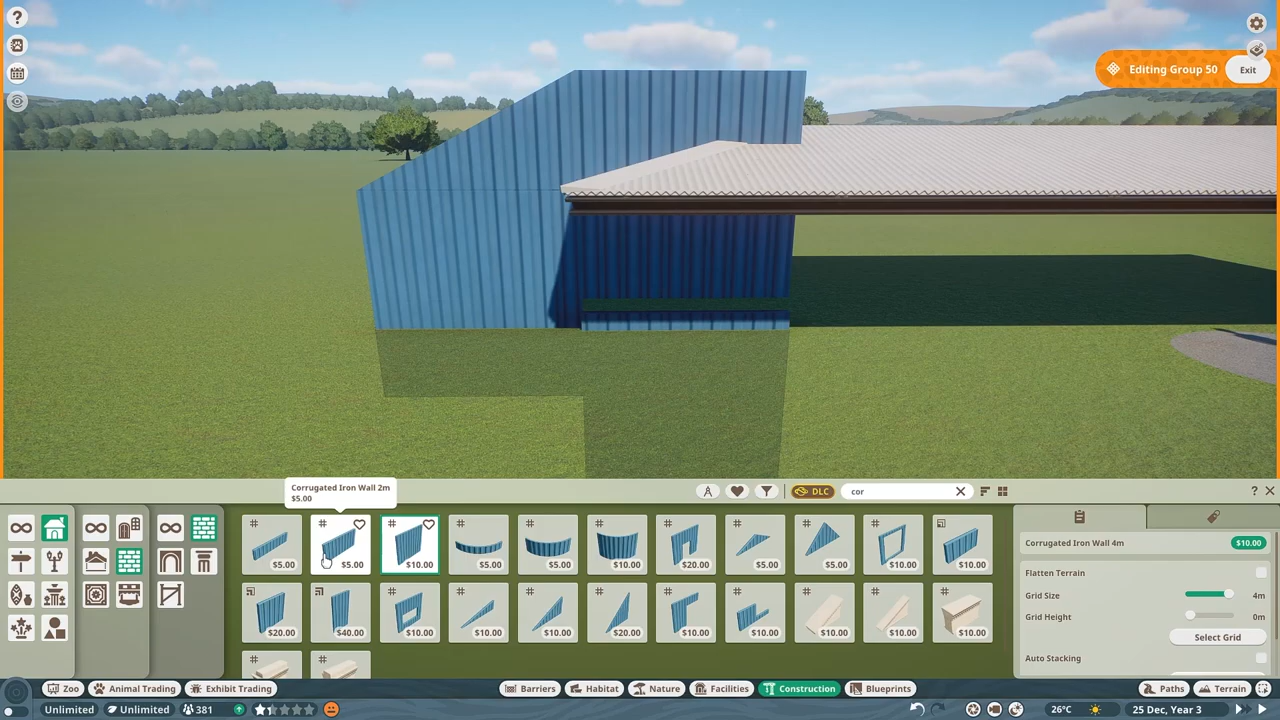 ?
Editing Group 50
Exit
Corrugated Iron Wall 2m
$5.00
DLC
cor
?
$5.00
$5.00
$10.00
$5.00
$5.00
$10.00
$20.00
$5.00
$5.00
$10.00
$10.00
$20.00
$40.00
$10.00
$10.00
$10.00
$20.00
$10.00
$10.00
$10.00
$10.00
$10.00
Corrugated Iron Wall 4m
$10.00
Flatten Terrain
Grid Size
4m
Grid Height
0m
Select Grid
Auto Stacking
Zoo
Animal Trading
Exhibit Trading
Barriers
Habitat
Nature
Facilities
Construction
Blueprints
Paths
Terrain
Unlimited
Unlimited
381
26°C
25 Dec, Year 3